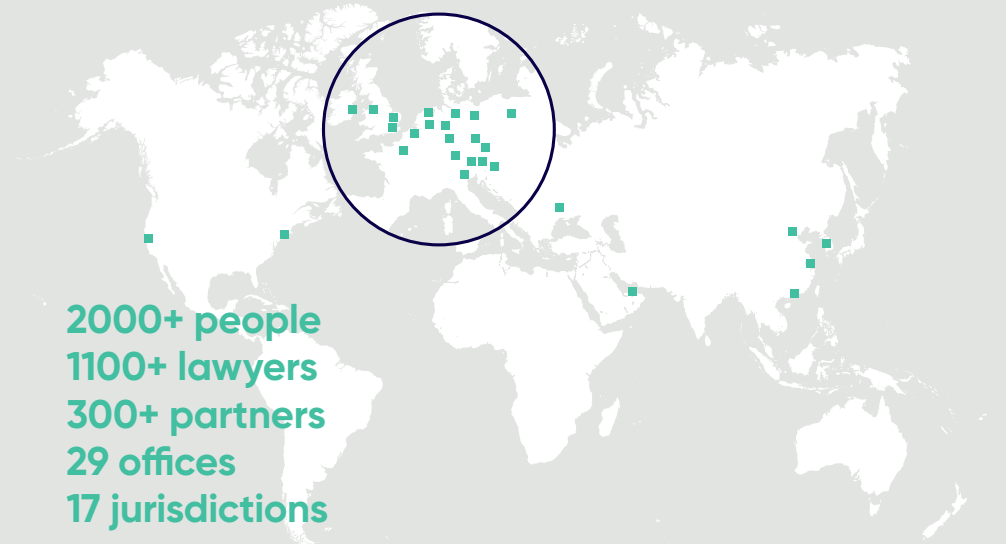 2000+ people
1100+ lawyers
300+ partners
29 offices
17 jurisdictions